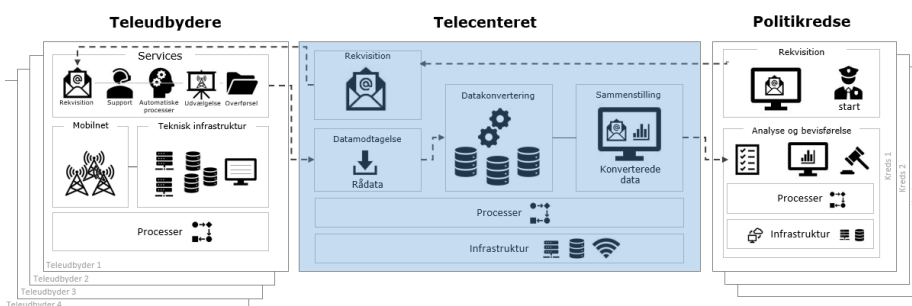 Teleudbydere
Services
Rekvisition
Support
Automatiske
processer
Udvælgelse
Overførsel
Mobilnet
Teknisk infrastruktur
Processer
Teleudbyder 1
Teleudbyder 2
Teleudbyder 3
Teleudbyder 4
Telecenteret
Rekvisition
Datamodtagelse
Rådata
Datakonvertering
Sammenstilling
Konverterede
data
Processer
Infrastruktur
Politikredse
Rekvisition
start
Analyse og bevisførelse
Processer
Infrastruktur
Kreds 1
Kreds 2